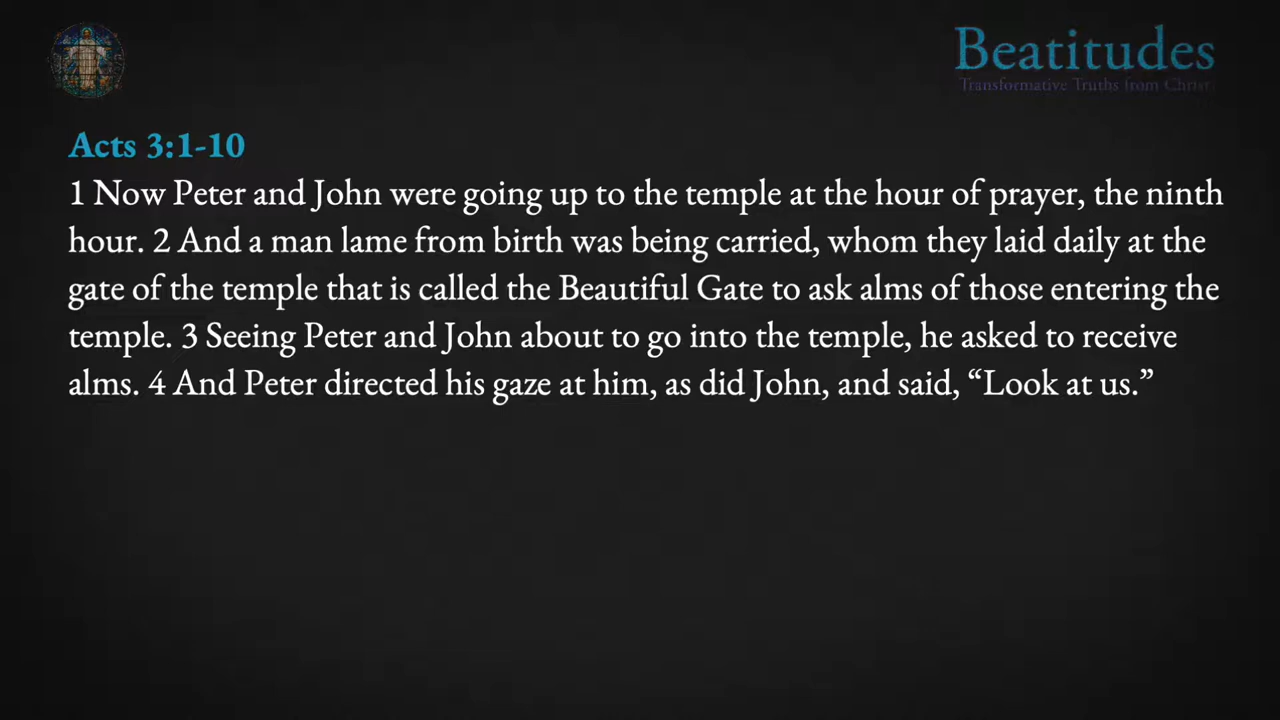 Beatitudes
Transformative Truths from Christ
Acts 3:1-10
1 Now Peter and John were going up to the temple at the hour of prayer, the ninth
hour. 2 And a man lame from birth was being carried, whom they laid daily at the
gate of the temple that is called the Beautiful Gate to ask alms of those entering the
temple. 3 Seeing Peter and John about to go into the temple, he asked to receive
alms. 4 And Peter directed his gaze at him, as did John, and said, “Look at us.”